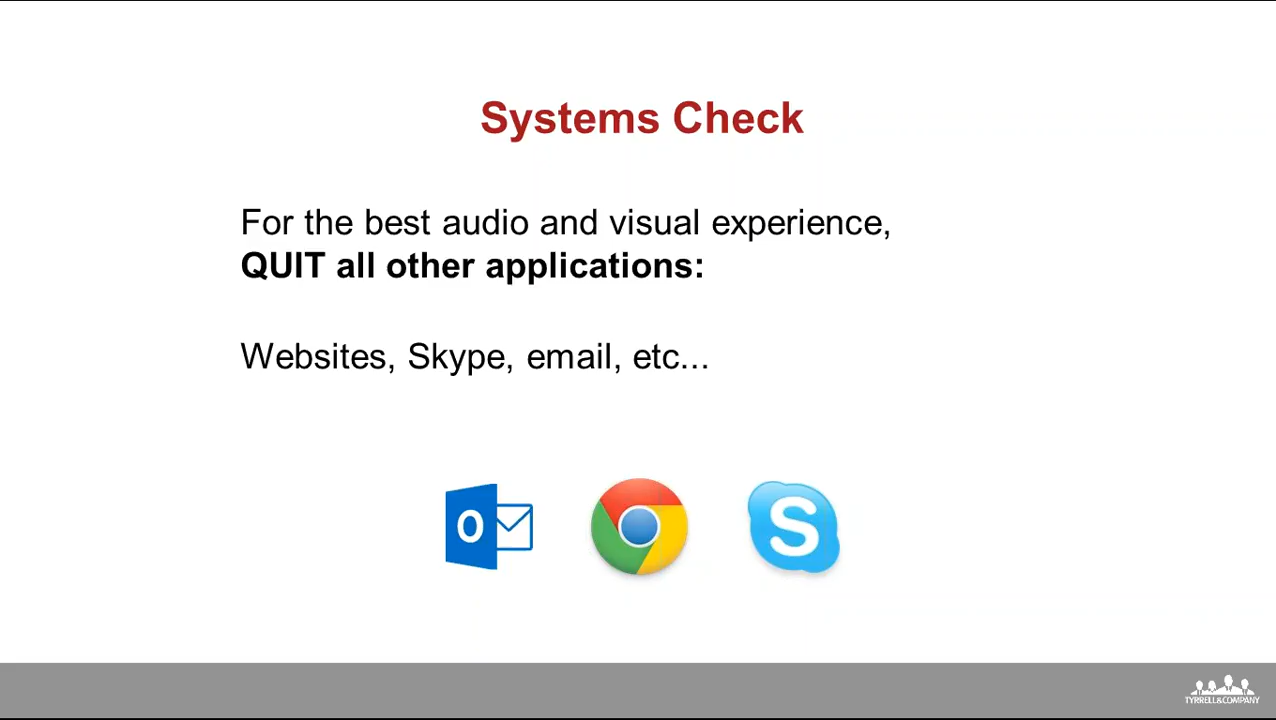 Systems Check
For the best audio and visual experience,
QUIT all other applications:
Websites, Skype, email, etc...
TYRRELL&COMPANY